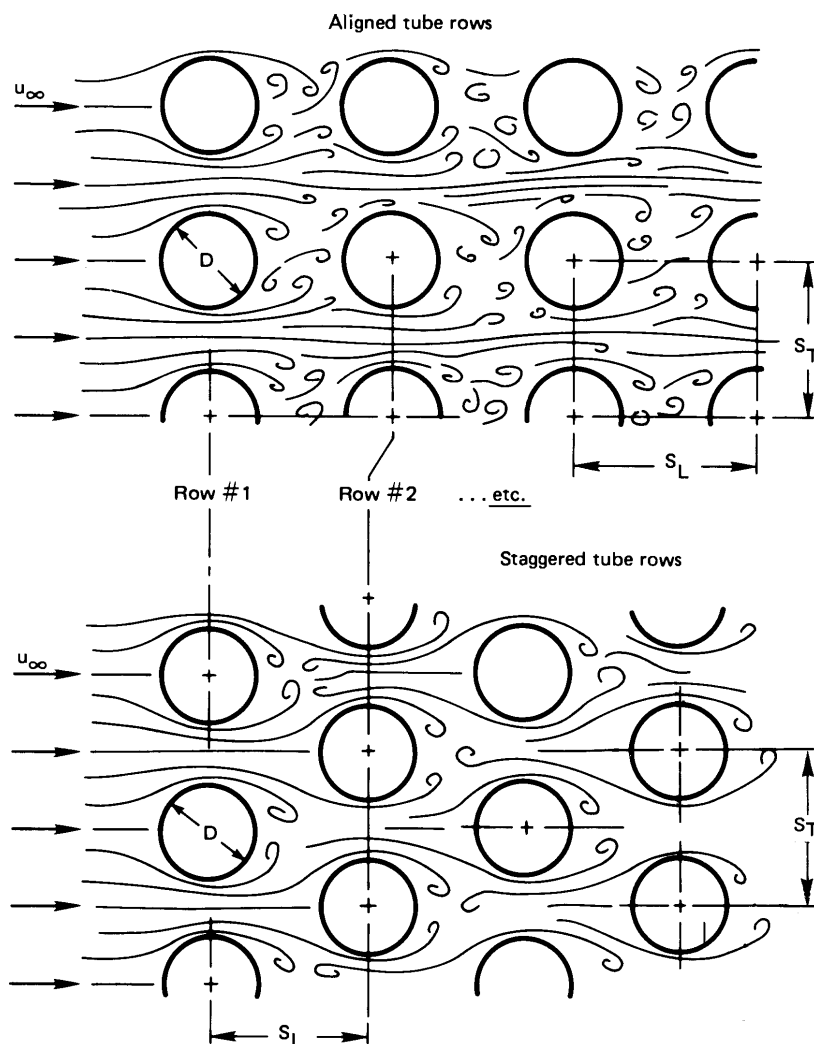 Aligned tube rows
u∞
D
S_T
S_L
Row #1 Row #2 ...etc.
Staggered tube rows
u∞
D
S_T
S_L